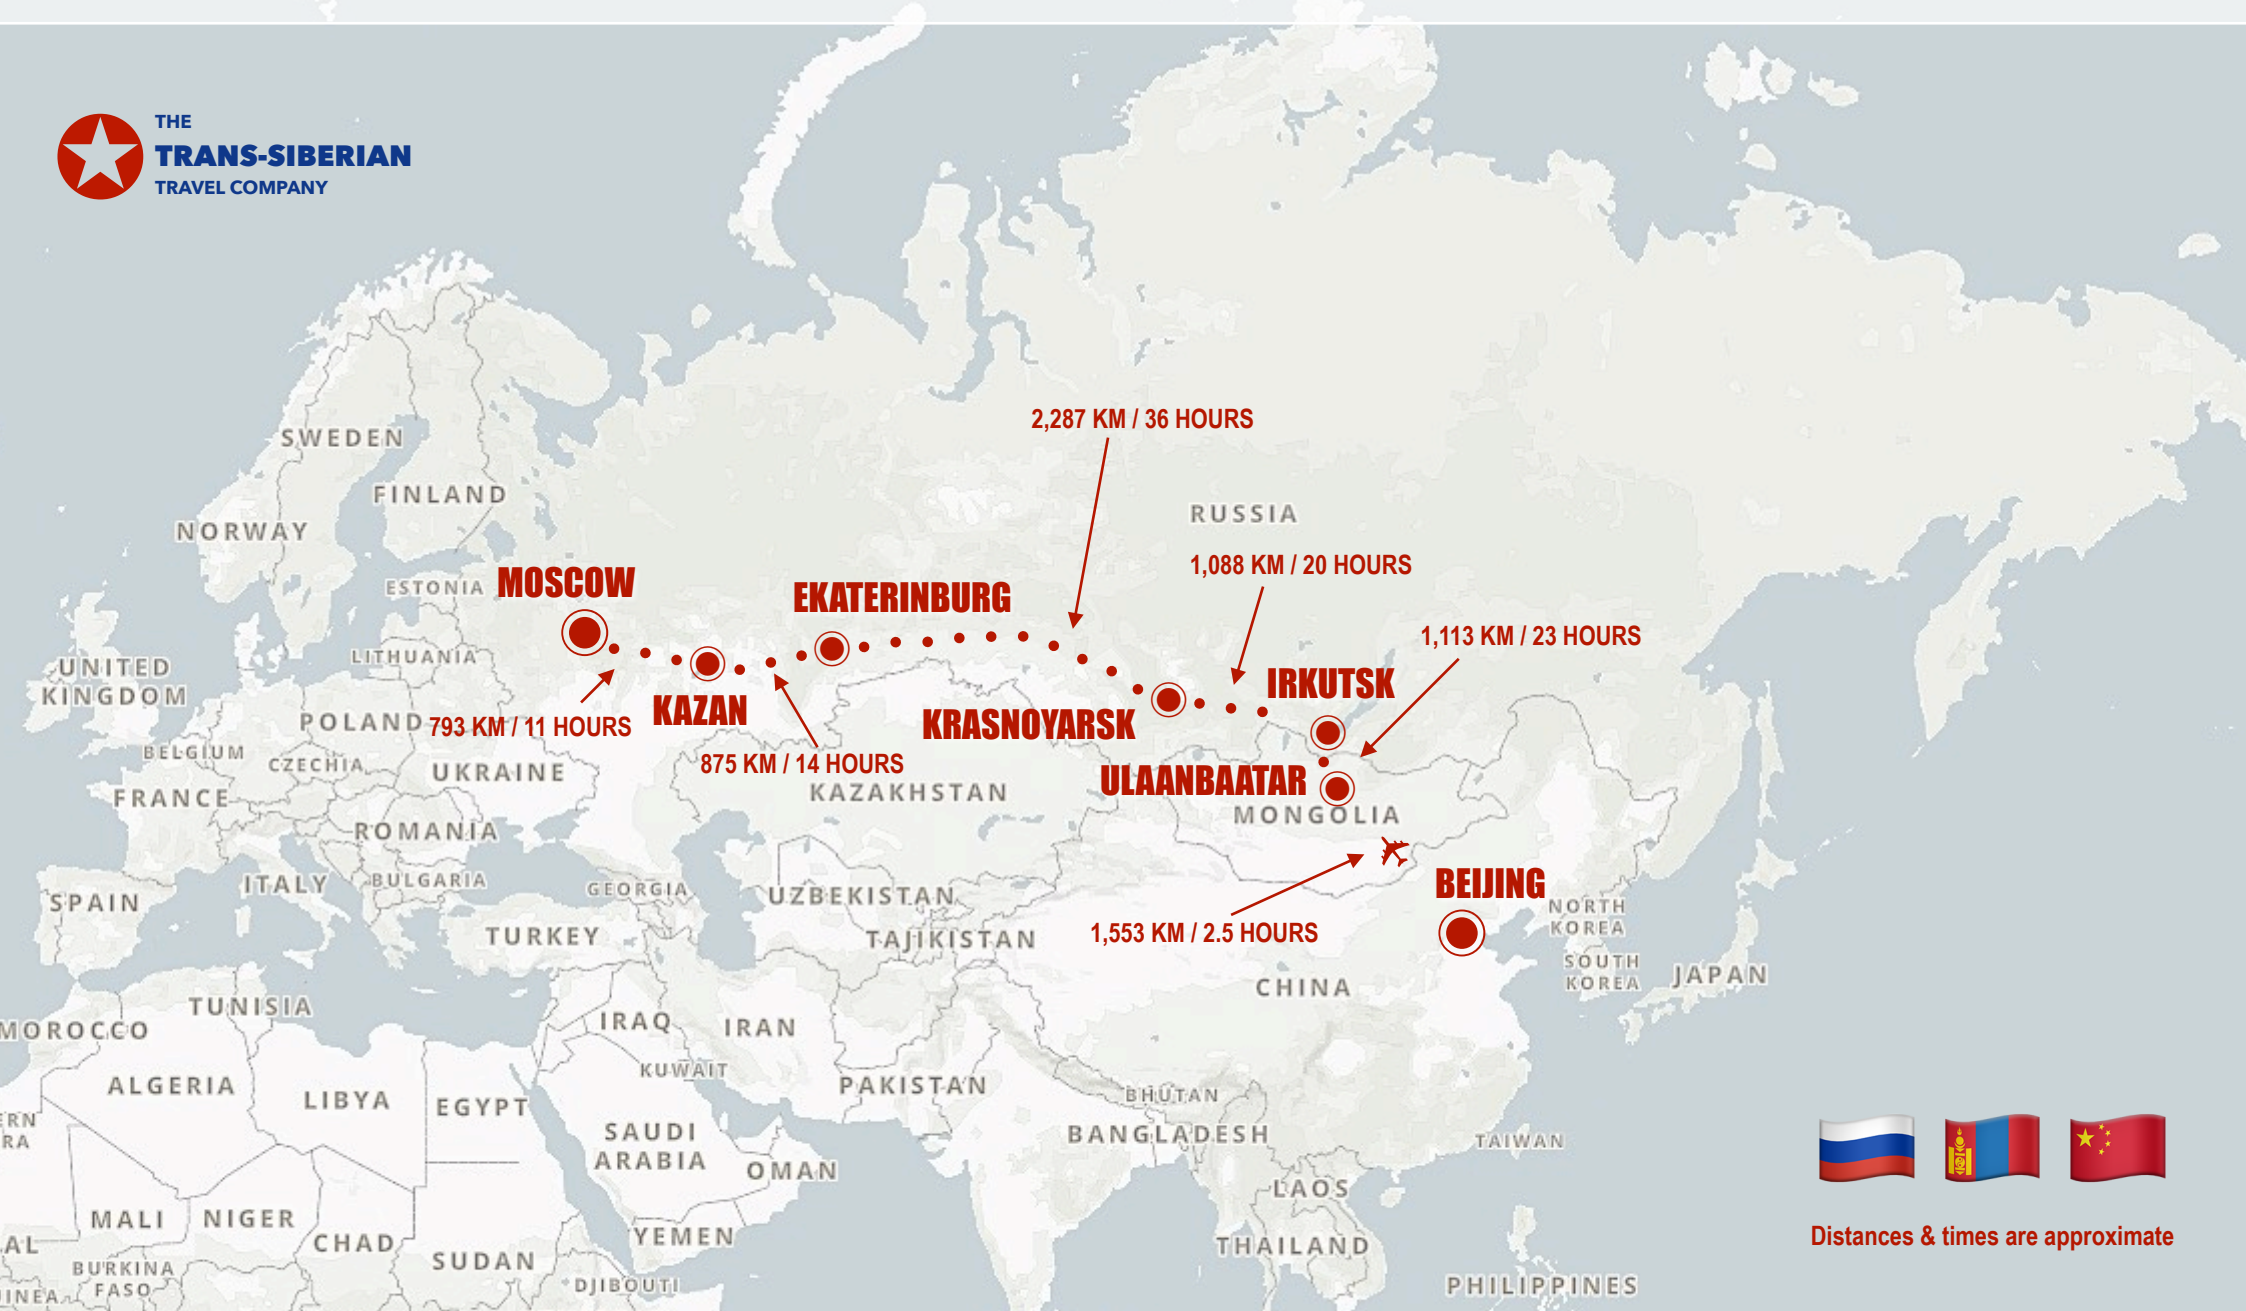 THE
TRANS-SIBERIAN
TRAVEL COMPANY
2,287 KM / 36 HOURS
SWEDEN
FINLAND
NORWAY
RUSSIA
1,088 KM / 20 HOURS
ESTONIA
MOSCOW
EKATERINBURG
1,113 KM / 23 HOURS
LITHUANIA
UNITED
KINGDOM
IRKUTSK
KAZAN
POLAND
793 KM / 11 HOURS
KRASNOYARSK
BELGIUM
CZECHIA
UKRAINE
875 KM / 14 HOURS
ULAANBAATAR
FRANCE
KAZAKHSTAN
MONGOLIA
ROMANIA
ITALY
BULGARIA
GEORGIA
BEIJING
SPAIN
UZBEKISTAN
NORTH
KOREA
TURKEY
TAJIKISTAN
1,553 KM / 2.5 HOURS
SOUTH
KOREA
JAPAN
CHINA
TUNISIA
MOROCCO
IRAQ
IRAN
KUWAIT
ALGERIA
LIBYA
EGYPT
PAKISTAN
BHUTAN
ERN
RA
SAUDI
ARABIA
OMAN
BANGLADESH
TAIWAN
LAOS
MALI
NIGER
CHAD
YEMEN
THAILAND
AL
SUDAN
BURKINA
FASO
INEA
DJIBOUTI
PHILIPPINES
Distances & times are approximate